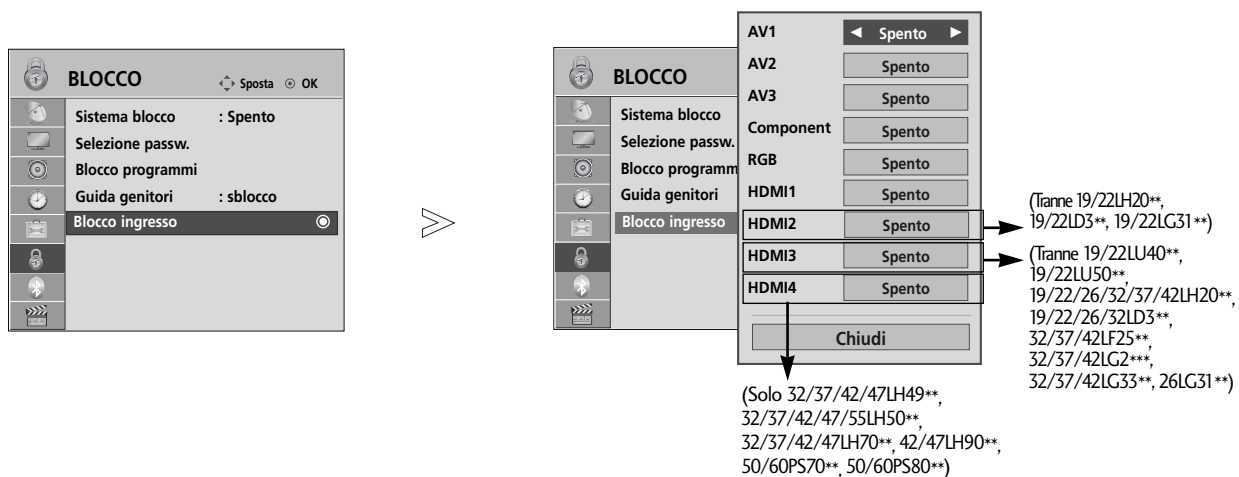 BLOCCO
Sposta OK
Sistema blocco : Spento
Selezione passw.
Blocco programmi
Guida genitori : sblocco
Blocco ingresso
BLOCCO
Sistema blocco
Selezione passw.
Blocco programm
Guida genitori
Blocco ingresso
AV1 ◀ Spento ▶
AV2 Spento
AV3 Spento
Component Spento
RGB Spento
HDMI1 Spento
HDMI2 Spento
HDMI3 Spento
HDMI4 Spento
Chiudi
(Tranne 19/22LH20**,
19/22LD3**, 19/22LG31**)
(Tranne 19/22LU40**,
19/22LU50**,
19/22/26/32/37/42LH20**,
19/22/26/32LD3**,
32/37/42LF25**,
32/37/42LG2***,
32/37/42LG33**, 26LG31**)
(Solo 32/37/42/47LH49**,
32/37/42/47/55LH50**,
32/37/42/47LH70**, 42/47LH90**,
50/60PS70**, 50/60PS80**)